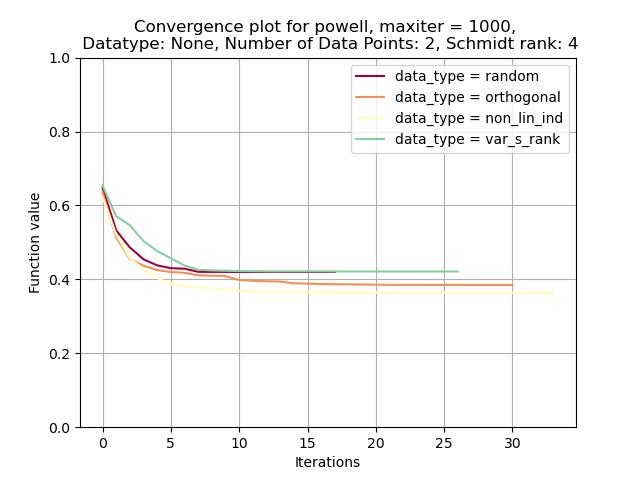 Convergence plot for powell, maxiter = 1000,
Datatype: None, Number of Data Points: 2, Schmidt rank: 4
1.0
0.8
0.6
0.4
0.2
0.0
Function value
data_type = random
data_type = orthogonal
data_type = non_lin_ind
data_type = var_s_rank
0 5 10 15 20 25 30
Iterations